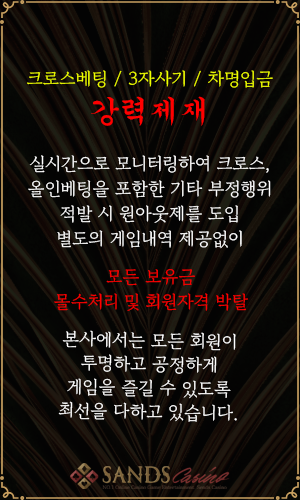 크로스베팅 / 3자사기 / 차명입금
강력제재
실시간으로 모니터링하여 크로스,
올인베팅을 포함한 기타 부정행위
적발 시 원아웃제를 도입
별도의 게임내역 제공없이
모든 보유금
몰수처리 및 회원자격 박탈
본사에서는 모든 회원이
투명하고 공정하게
게임을 즐길 수 있도록
최선을 다하고 있습니다.
SANDS Casino